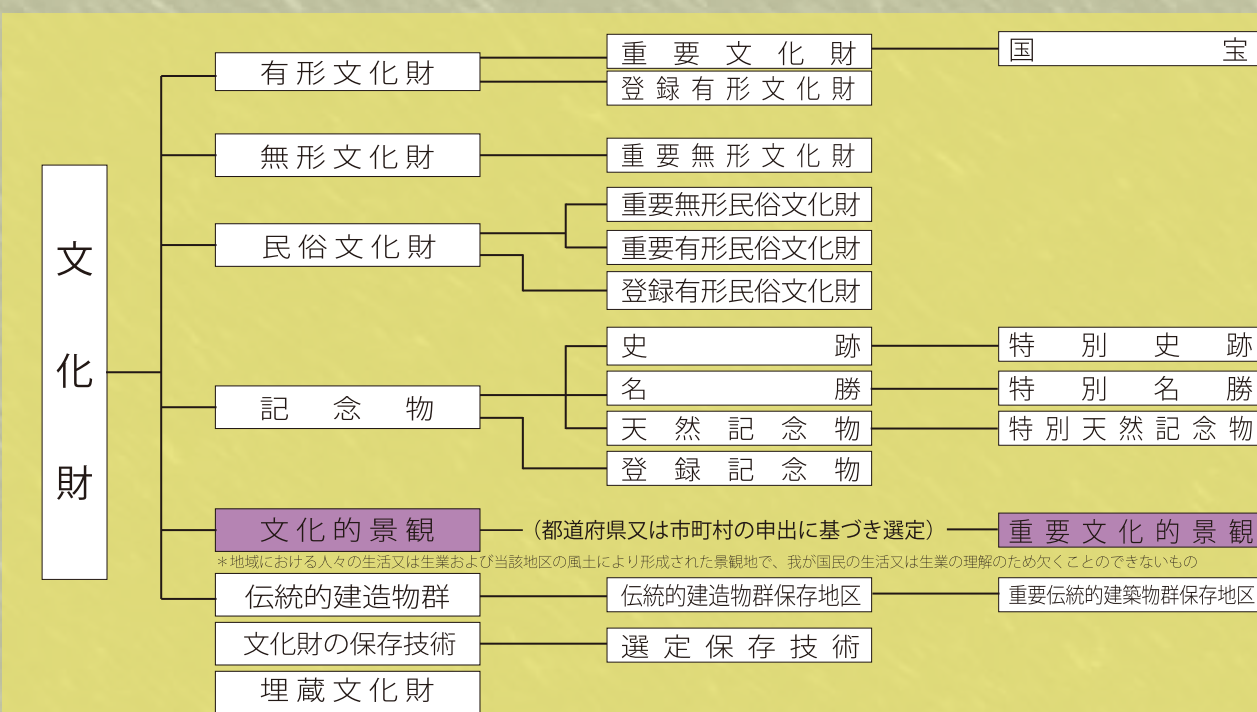 文化財
有形文化財
重要文化財
国宝
登録有形文化財
無形文化財
重要無形文化財
民俗文化財
重要無形民俗文化財
重要有形民俗文化財
登録有形民俗文化財
記念物
史跡
特別史跡
名勝
特別名勝
天然記念物
特別天然記念物
登録記念物
文化的景観
（都道府県又は市町村の申出に基づき選定）
重要文化的景観
＊地域における人々の生活又は生業および当該地区の風土により形成された景観地で、我が国民の生活又は生業の理解のため欠くことのできないもの
伝統的建造物群
伝統的建造物群保存地区
重要伝統的建築物群保存地区
文化財の保存技術
選定保存技術
埋蔵文化財